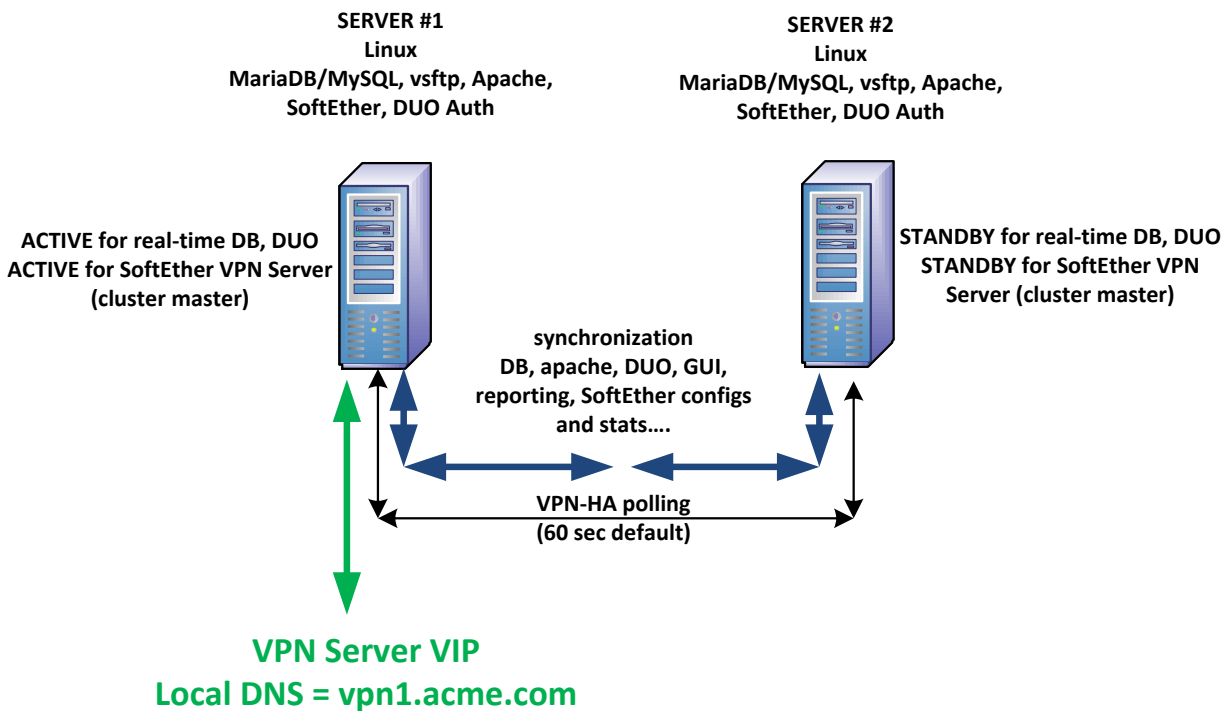 SERVER #1
Linux
MariaDB/MySQL, vsftp, Apache,
SoftEther, DUO Auth
SERVER #2
Linux
MariaDB/MySQL, vsftp, Apache,
SoftEther, DUO Auth
ACTIVE for real-time DB, DUO
ACTIVE for SoftEther VPN Server
(cluster master)
STANDBY for real-time DB, DUO
STANDBY for SoftEther VPN
Server (cluster master)
synchronization
DB, apache, DUO, GUI,
reporting, SoftEther configs
and stats….
VPN-HA polling
(60 sec default)
VPN Server VIP
Local DNS = vpn1.acme.com